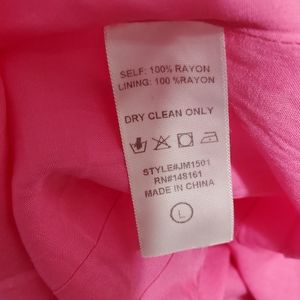 SELF: 100% RAYON
LINING: 100 %RAYON
DRY CLEAN ONLY
STYLE#JM1501
RN#148161
MADE IN CHINA
L